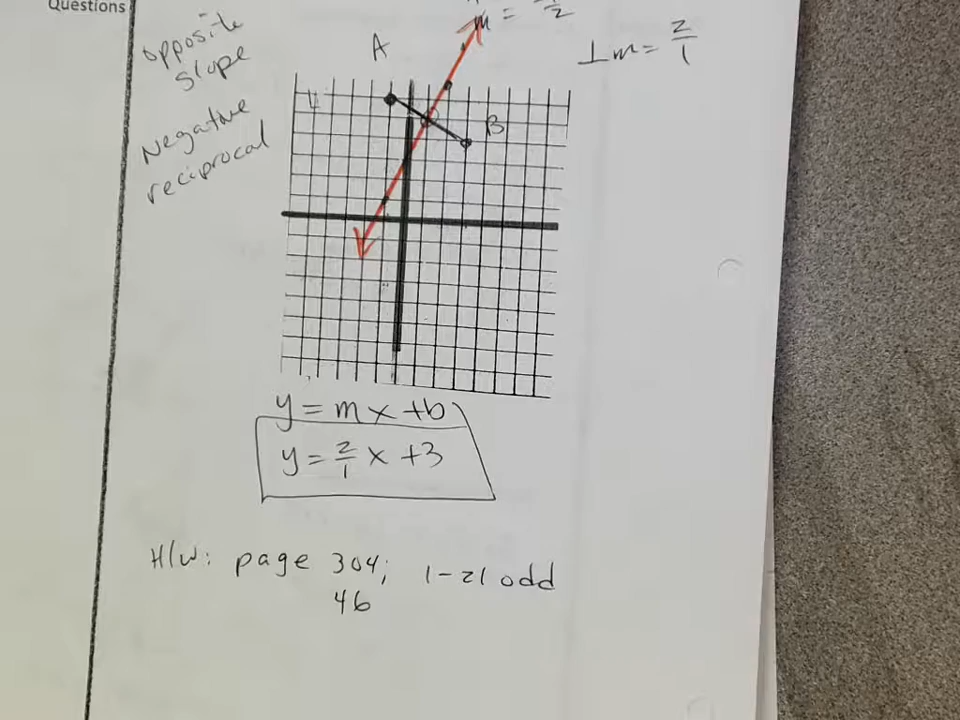 Questions
opposite
slope
Negative
reciprocal
m =
⊥m = 2/1
A
B
y = mx + b
y = 2/1 x + 3
H/W: page 304; 1-21 odd
46